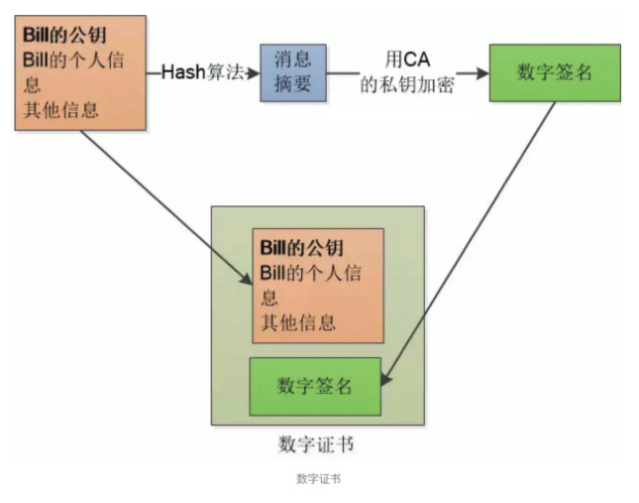 Bill的公钥
Bill的个人信
息
其他信息
Hash算法
消息
摘要
用CA
的私钥加密
数字签名
Bill的公钥
Bill的个人信
息
其他信息
数字签名
数字证书
数字证书